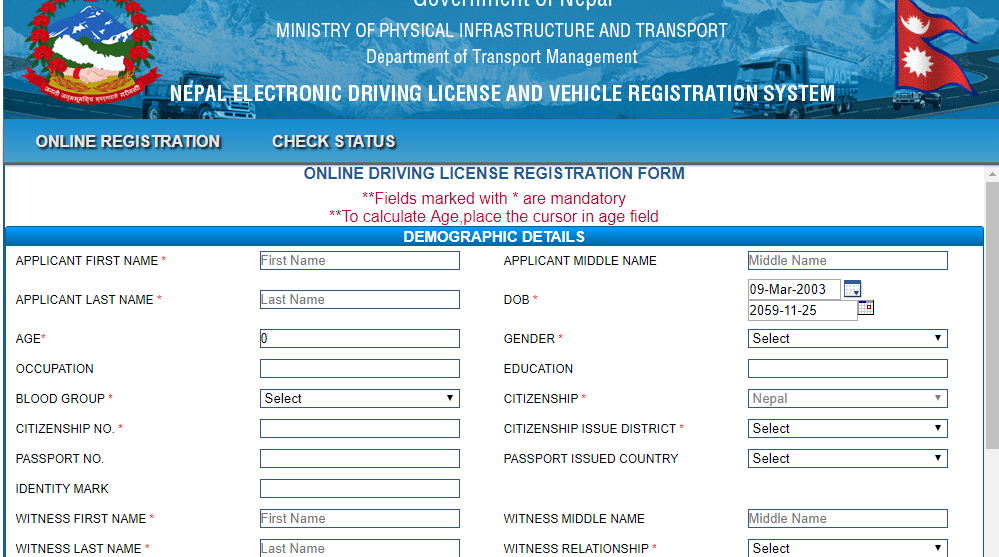 Government of Nepal
MINISTRY OF PHYSICAL INFRASTRUCTURE AND TRANSPORT
Department of Transport Management
NEPAL ELECTRONIC DRIVING LICENSE AND VEHICLE REGISTRATION SYSTEM
ONLINE REGISTRATION CHECK STATUS
ONLINE DRIVING LICENSE REGISTRATION FORM
**Fields marked with * are mandatory
**To calculate Age,place the cursor in age field
DEMOGRAPHIC DETAILS
APPLICANT FIRST NAME * First Name APPLICANT MIDDLE NAME Middle Name
APPLICANT LAST NAME * Last Name DOB * 09-Mar-2003
2059-11-25
AGE* 0 GENDER * Select
OCCUPATION EDUCATION
BLOOD GROUP * Select CITIZENSHIP * Nepal
CITIZENSHIP NO. * CITIZENSHIP ISSUE DISTRICT * Select
PASSPORT NO. PASSPORT ISSUED COUNTRY Select
IDENTITY MARK
WITNESS FIRST NAME * First Name WITNESS MIDDLE NAME Middle Name
WITNESS LAST NAME * Last Name WITNESS RELATIONSHIP * Select